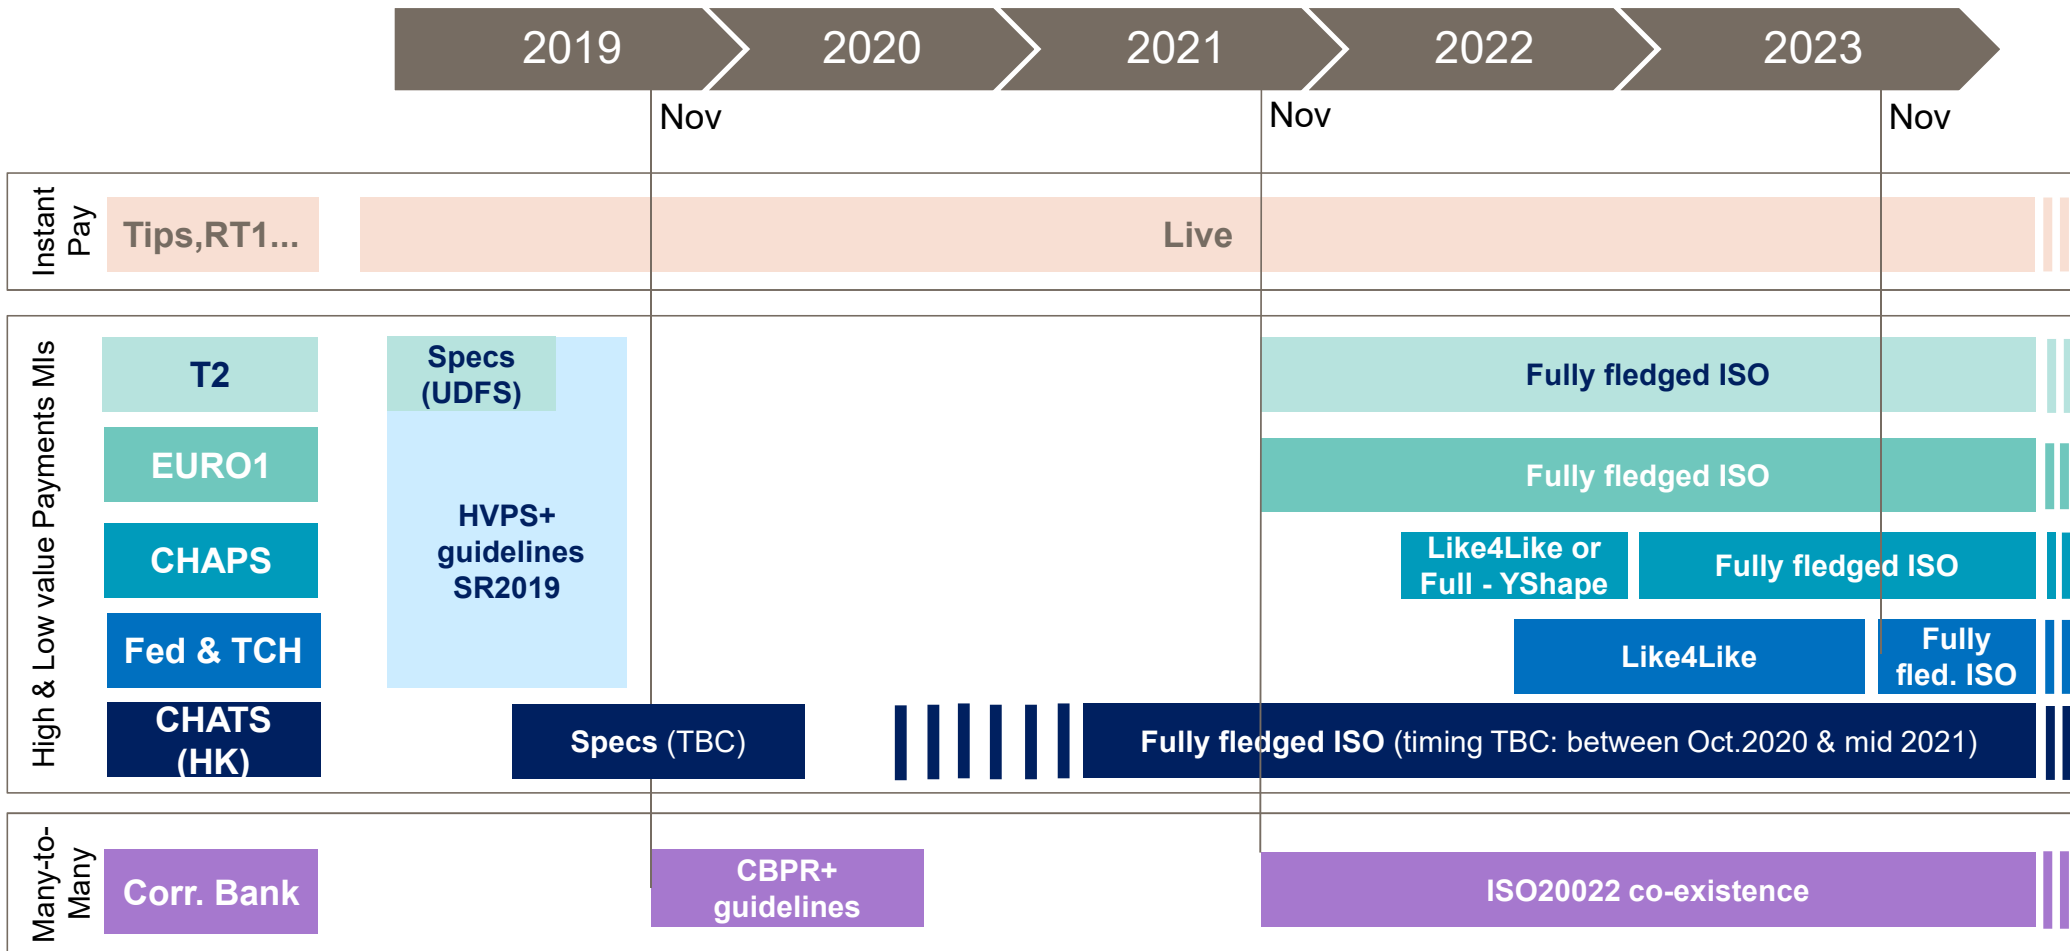 2019
2020
2021
2022
2023
Nov
Nov
Nov
Instant
Pay
Tips,RT1...
Live
High & Low value Payments MIs
T2
Specs
(UDFS)
Fully fledged ISO
EURO1
HVPS+
guidelines
SR2019
Fully fledged ISO
CHAPS
Like4Like or
Full - YShape
Fully fledged ISO
Fed & TCH
Like4Like
Fully
fled. ISO
CHATS
(HK)
Specs (TBC)
Fully fledged ISO (timing TBC: between Oct.2020 & mid 2021)
Many-to-
Many
Corr. Bank
CBPR+
guidelines
ISO20022 co-existence